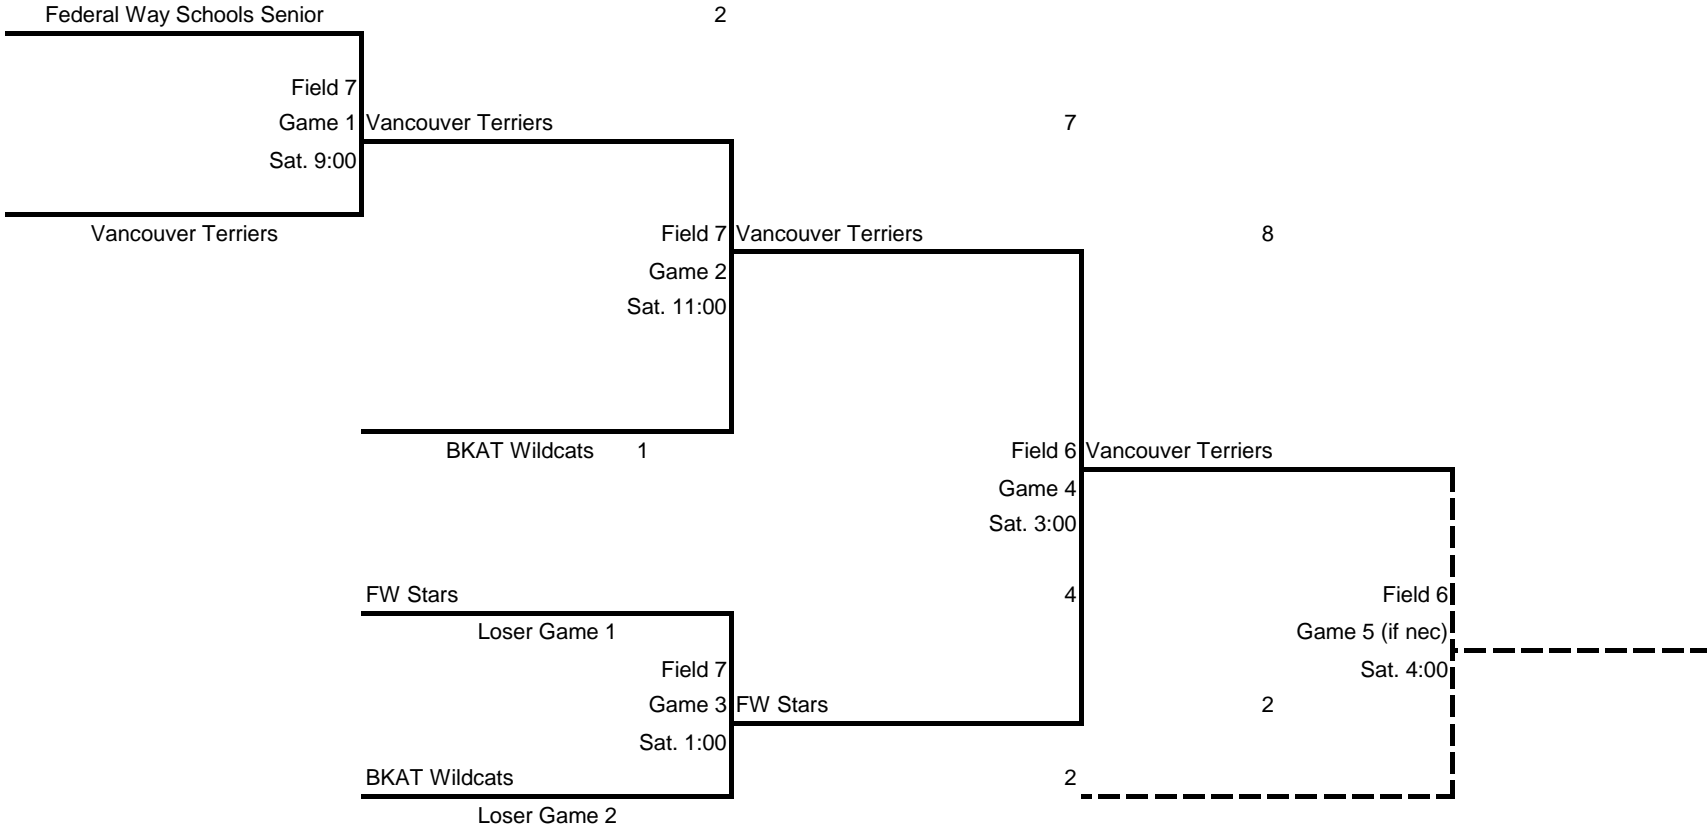 Federal Way Schools Senior 2
Field 7
Game 1 Vancouver Terriers 7
Sat. 9:00
Vancouver Terriers Field 7 Vancouver Terriers 8
Game 2
Sat. 11:00
BKAT Wildcats 1 Field 6 Vancouver Terriers
Game 4
Sat. 3:00
FW Stars 4 Field 6
Loser Game 1 Game 5 (if nec)
Field 7 Sat. 4:00
Game 3 FW Stars 2
Sat. 1:00
BKAT Wildcats 2
Loser Game 2